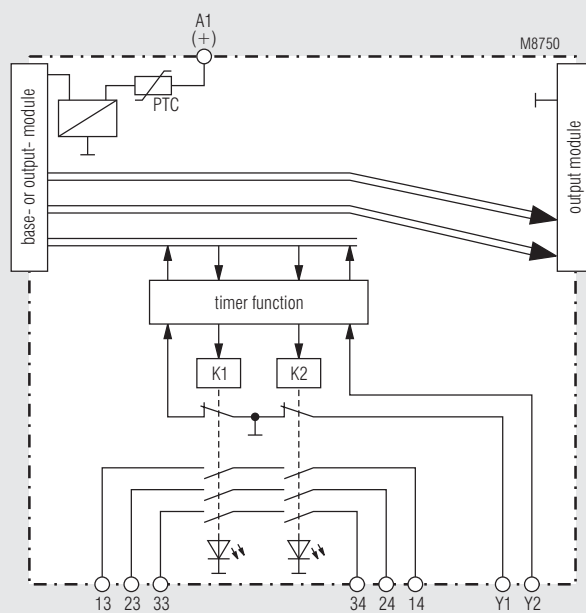 A1
(+)
M8750
PTC
base- or output- module
output module
timer function
K1
K2
13
23
33
34
24
14
Y1
Y2